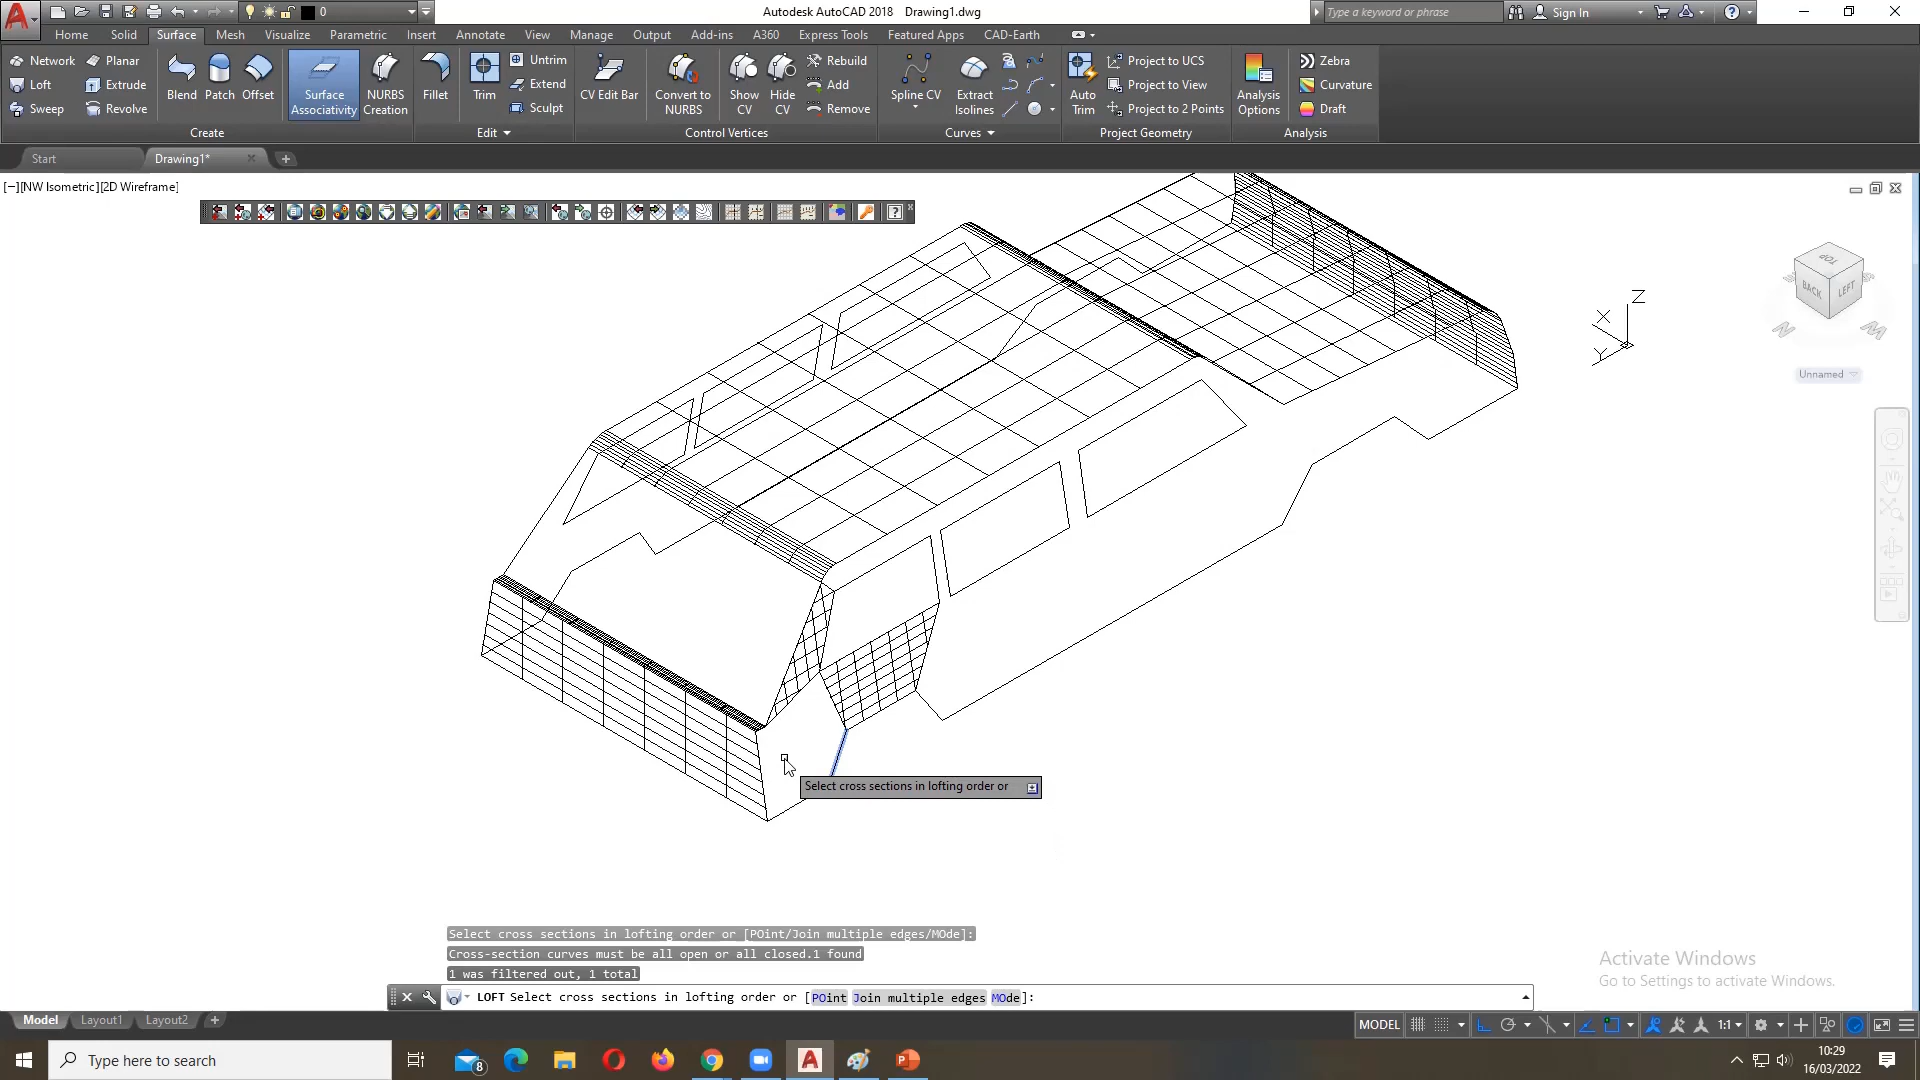 Autodesk AutoCAD 2018   Drawing1.dwg
0
Type a keyword or phrase
Sign In
Home Solid Surface Mesh Visualize Parametric Insert Annotate View Manage Output Add-ins A360 Express Tools Featured Apps CAD-Earth
Network
Planar
Loft
Extrude
Sweep
Revolve
Blend
Patch
Offset
Surface
Associativity
NURBS
Creation
Fillet
Trim
Untrim
Extend
Sculpt
CV Edit Bar
Convert to
NURBS
Show
CV
Hide
CV
Rebuild
Add
Remove
Spline CV
Extract
Isolines
Auto
Trim
Project to UCS
Project to View
Project to 2 Points
Analysis
Options
Zebra
Curvature
Draft
Create
Edit
Control Vertices
Curves
Project Geometry
Analysis
Start
Drawing1*
[−][NW Isometric][2D Wireframe]
TOP
BACK
LEFT
Z
X
Y
Unnamed
Select cross sections in lofting order or
Select cross sections in lofting order or [POint/Join multiple edges/MOde]:
Cross-section curves must be all open or all closed.1 found
1 was filtered out, 1 total
LOFT Select cross sections in lofting order or [POint Join multiple edges MOde]:
Activate Windows
Go to Settings to activate Windows.
Model
Layout1
Layout2
MODEL
1:1
Type here to search
8
10:29
16/03/2022